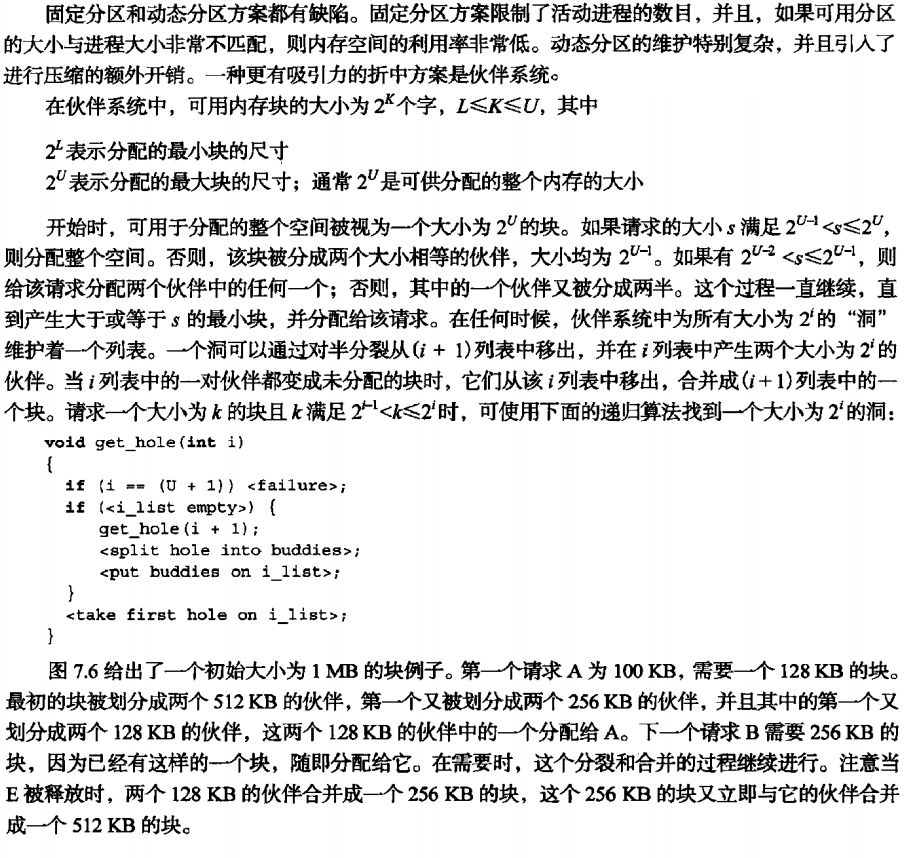 固定分区和动态分区方案都有缺陷。固定分区方案限制了活动进程的数目，并且，如果可用分区
的大小与进程大小非常不匹配，则内存空间的利用率非常低。动态分区的维护特别复杂，并且引入了
进行压缩的额外开销。一种更有吸引力的折中方案是伙伴系统。
在伙伴系统中，可用内存块的大小为 2^K 个字，L≤K≤U，其中
2^L 表示分配的最小块的尺寸
2^U 表示分配的最大块的尺寸；通常 2^U 是可供分配的整个内存的大小
开始时，可用于分配的整个空间被视为一个大小为 2^U 的块。如果请求的大小 s 满足 2^{U-1}<s≤2^U，
则分配整个空间。否则，该块被分成两个大小相等的伙伴，大小均为 2^{U-1}。如果有 2^{U-2}<s≤2^{U-1}，则
给该请求分配两个伙伴中的任何一个；否则，其中的一个伙伴又被分成两半。这个过程一直继续，直
到产生大于或等于 s 的最小块，并分配给该请求。在任何时候，伙伴系统中为所有大小为 2^i 的“洞”
维护着一个列表。一个洞可以通过对半分裂从(i + 1)列表中移出，并在 i 列表中产生两个大小为 2^i 的
伙伴。当 i 列表中的一对伙伴都变成未分配的块时，它们从该 i 列表中移出，合并成(i + 1)列表中的一
个块。请求一个大小为 k 的块且 k 满足 2^{i-1}<k≤2^i 时，可使用下面的递归算法找到一个大小为 2^i 的洞：
void get_hole(int i)
{
if (i == (U + 1)) <failure>;
if (<i_list empty>) {
get_hole(i + 1);
<split hole into buddies>;
<put buddies on i_list>;
}
<take first hole on i_list>;
}
图 7.6 给出了一个初始大小为 1 MB 的块例子。第一个请求 A 为 100 KB，需要一个 128 KB 的块。
最初的块被划分成两个 512 KB 的伙伴，第一个又被划分成两个 256 KB 的伙伴，并且其中的第一个又
划分成两个 128 KB 的伙伴，这两个 128 KB 的伙伴中的一个分配给 A。下一个请求 B 需要 256 KB 的
块，因为已经有这样的一个块，随即分配给它。在需要时，这个分裂和合并的过程继续进行。注意当
E 被释放时，两个 128 KB 的伙伴合并成一个 256 KB 的块，这个 256 KB 的块又立即与它的伙伴合并
成一个 512 KB 的块。